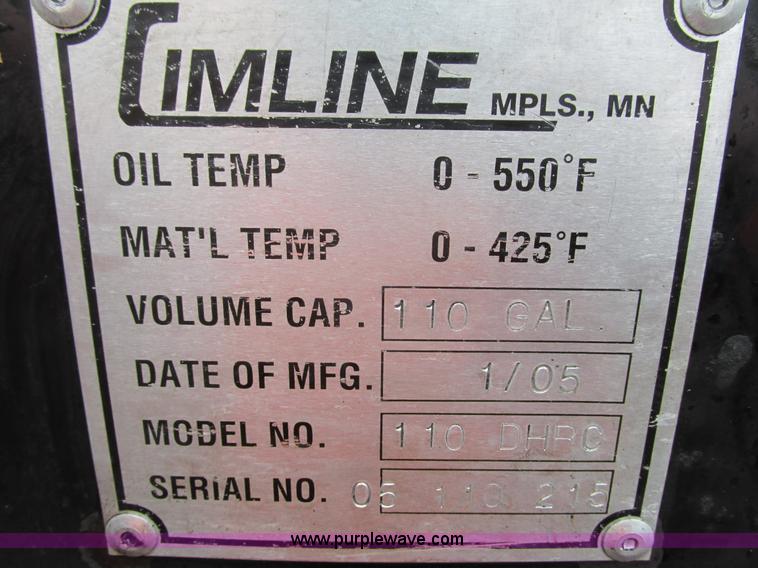 CIMLINE MPLS., MN
OIL TEMP 0 - 550°F
MAT'L TEMP 0 - 425°F
VOLUME CAP. 110 GAL.
DATE OF MFG. 1/05
MODEL NO. 110 DHRC
SERIAL NO. 05 110 215
www.purplewave.com